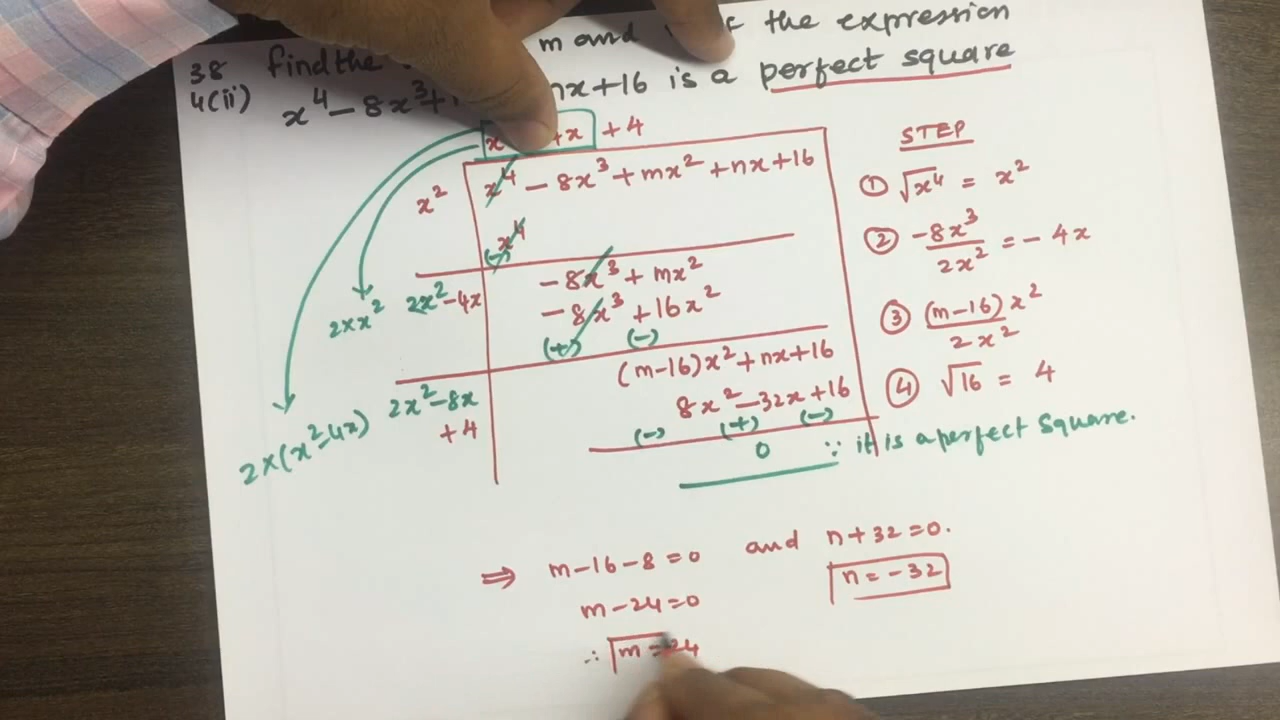 38 find the m and of the expression
4(ii) x⁴ - 8x³ + nx+16 is a perfect square
x +x + 4
x² x⁴ - 8x³ + mx² + nx + 16
x⁴
(-)
2x² - 4x - 8x³ + mx²
- 8x³ + 16x²
(+) (-)
2xx²
(m-16)x² + nx + 16
2x² - 8x + 4 8x² - 32x + 16
(-) (+) (-)
2x(x² - 4x)
0 ∵ it is a perfect square.
STEP
① √x⁴ = x²
② -8x³/2x² = - 4x
③ (m-16)x²/2x²
④ √16 = 4
⇒ m - 16 - 8 = 0 and n + 32 = 0.
m - 24 = 0 n = - 32
∴ m = 24